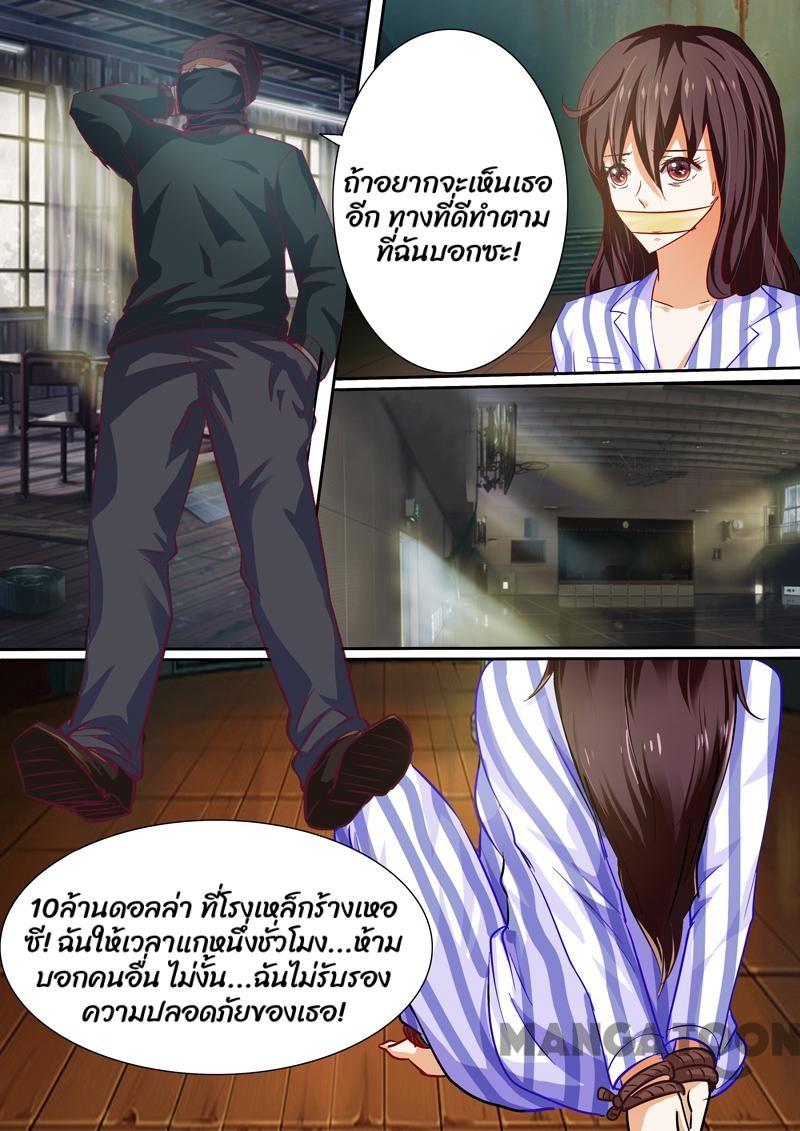 ถ้าอยากจะเห็นเธอ
อีก ทางที่ดีทำตาม
ที่ฉันบอกซะ!
10ล้านดอลล่า ที่โรงเหล็กร้างเหอ
ซี! ฉันให้เวลาแกหนึ่งชั่วโมง...ห้าม
บอกคนอื่น ไม่งั้น...ฉันไม่รับรอง
ความปลอดภัยของเธอ!
MANGATOON